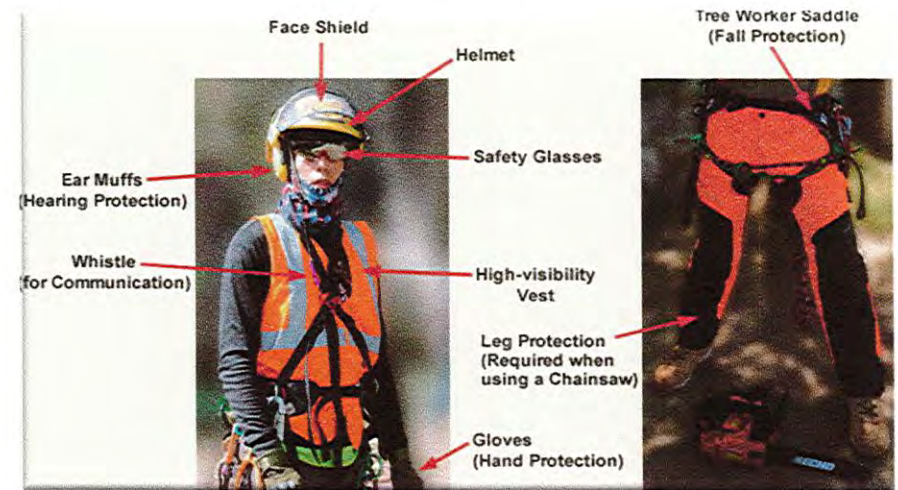 Face Shield
Helmet
Safety Glasses
Ear Muffs
(Hearing Protection)
Whistle
(for Communication)
High-visibility
Vest
Gloves
(Hand Protection)
Tree Worker Saddle
(Fall Protection)
Leg Protection
(Required when
using a Chainsaw)
ECHO